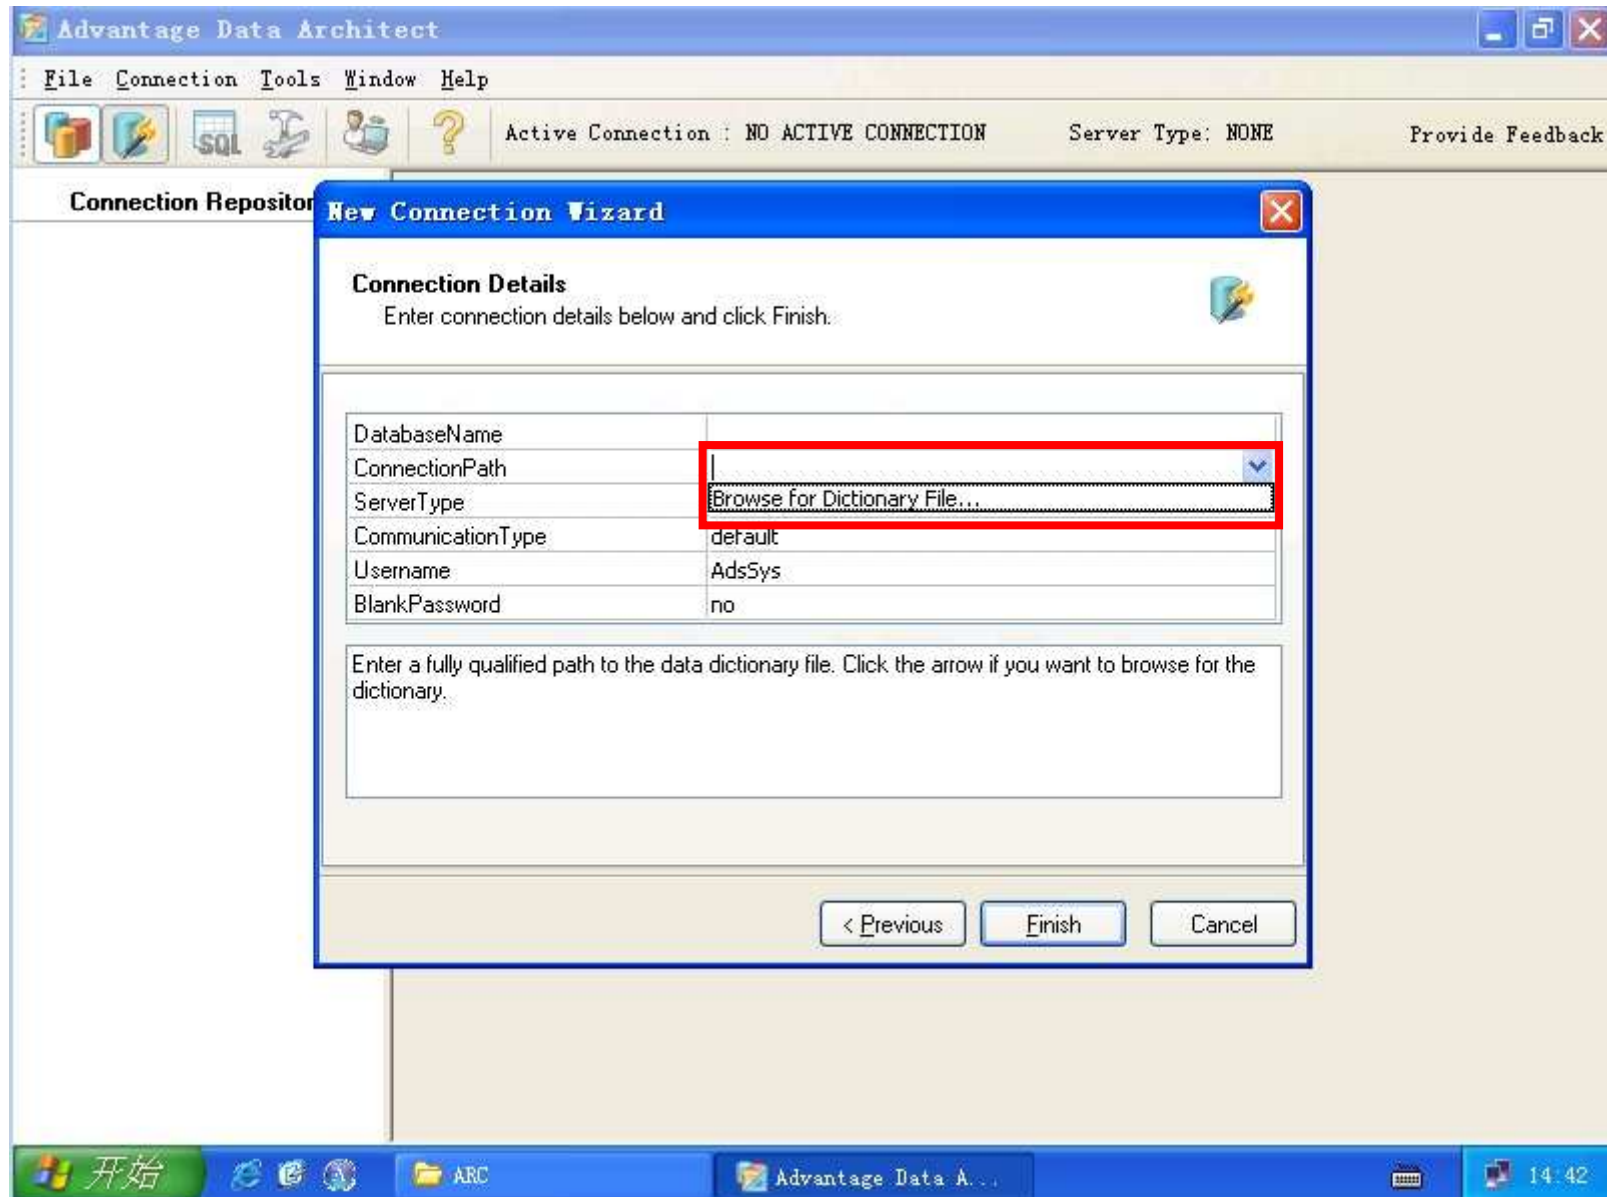 Advantage Data Architect
File Connection Tools Window Help
SQL Active Connection : NO ACTIVE CONNECTION Server Type: NONE Provide Feedback
Connection Repositor
New Connection Wizard
Connection Details
Enter connection details below and click Finish.
DatabaseName
ConnectionPath
Browse for Dictionary File...
ServerType
CommunicationType default
Username AdsSys
BlankPassword no
Enter a fully qualified path to the data dictionary file. Click the arrow if you want to browse for the
dictionary.
< Previous Finish Cancel
开始 ARC Advantage Data A... 14:42